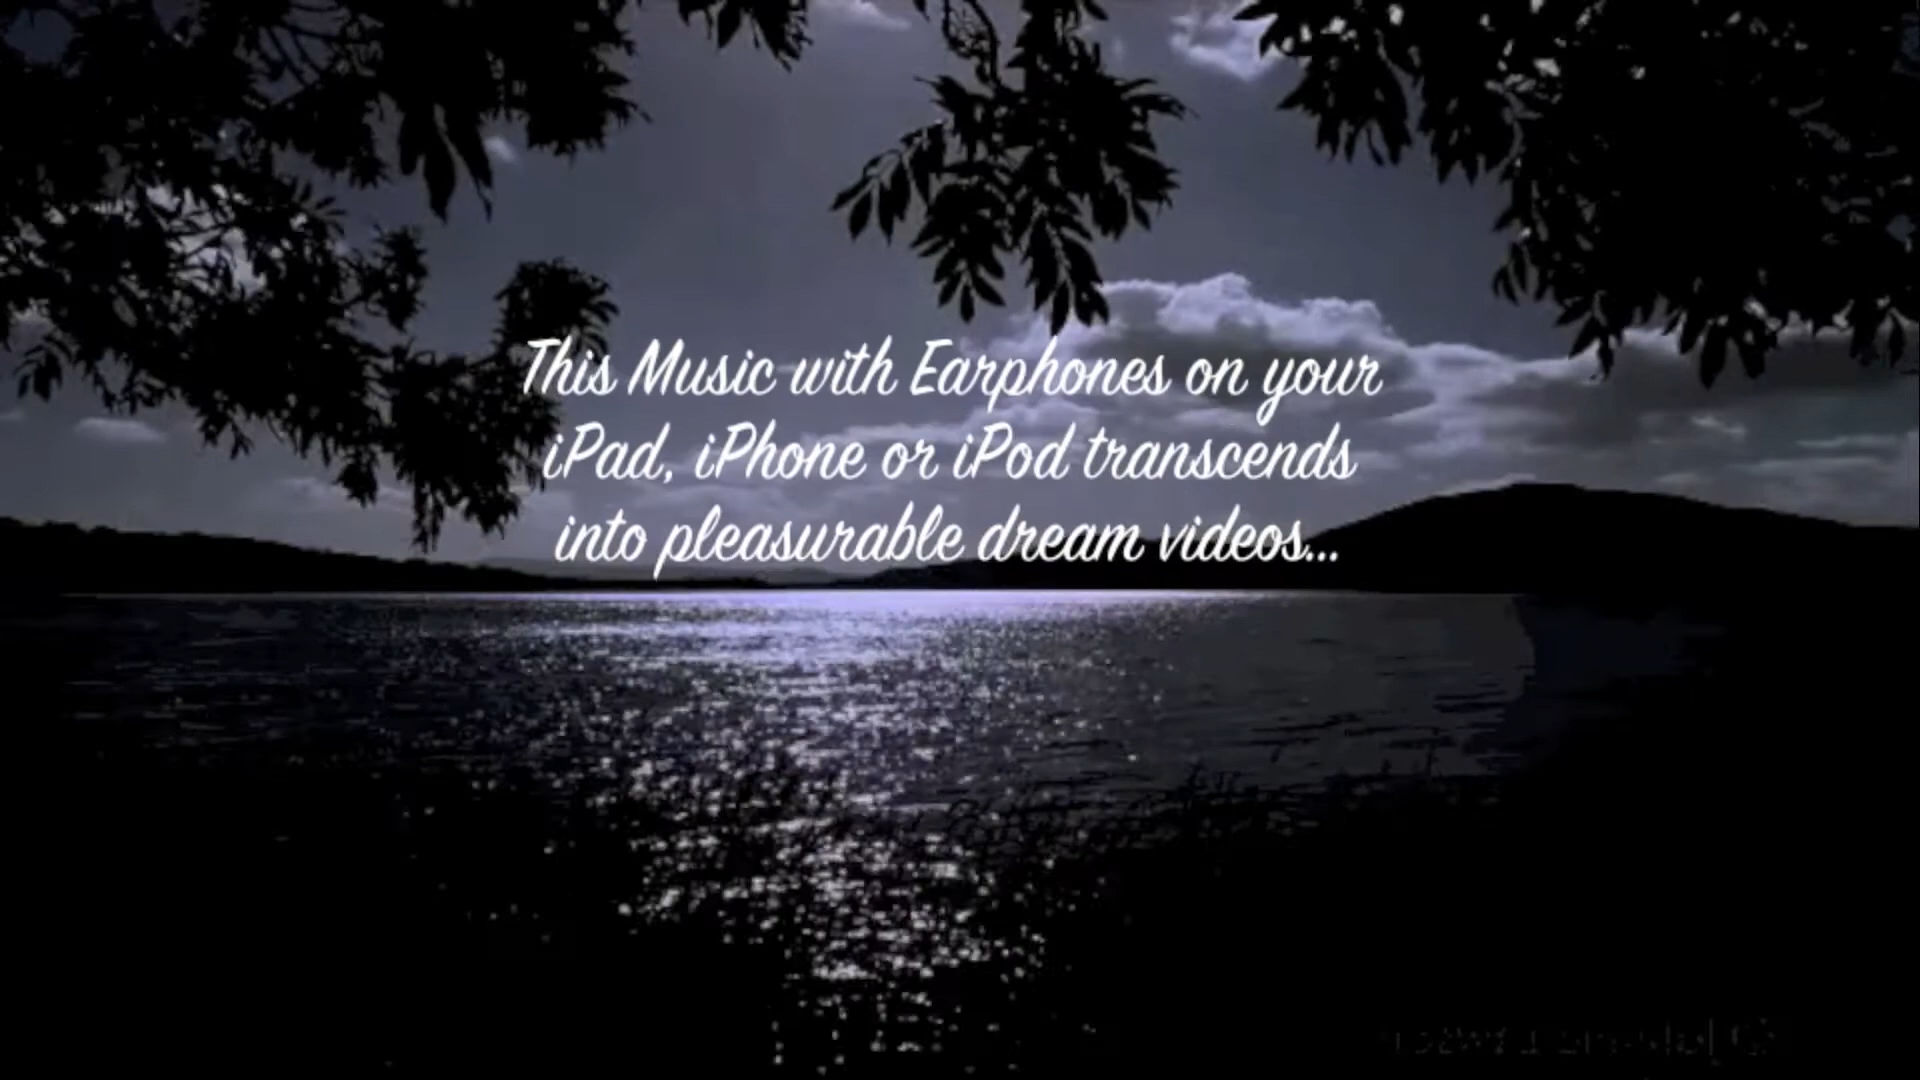 This Music with Earphones on your
iPad, iPhone or iPod transcends
into pleasurable dream videos...